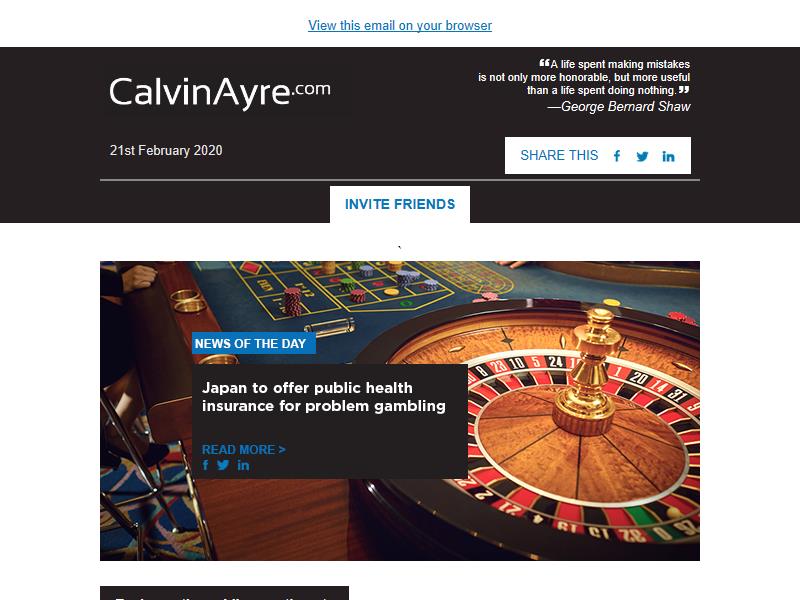 View this email on your browser
CalvinAyre.com
❝A life spent making mistakes
is not only more honorable, but more useful
than a life spent doing nothing.❞
—George Bernard Shaw
21st February 2020
SHARE THIS
INVITE FRIENDS
`
NEWS OF THE DAY
Japan to offer public health
insurance for problem gambling
READ MORE >